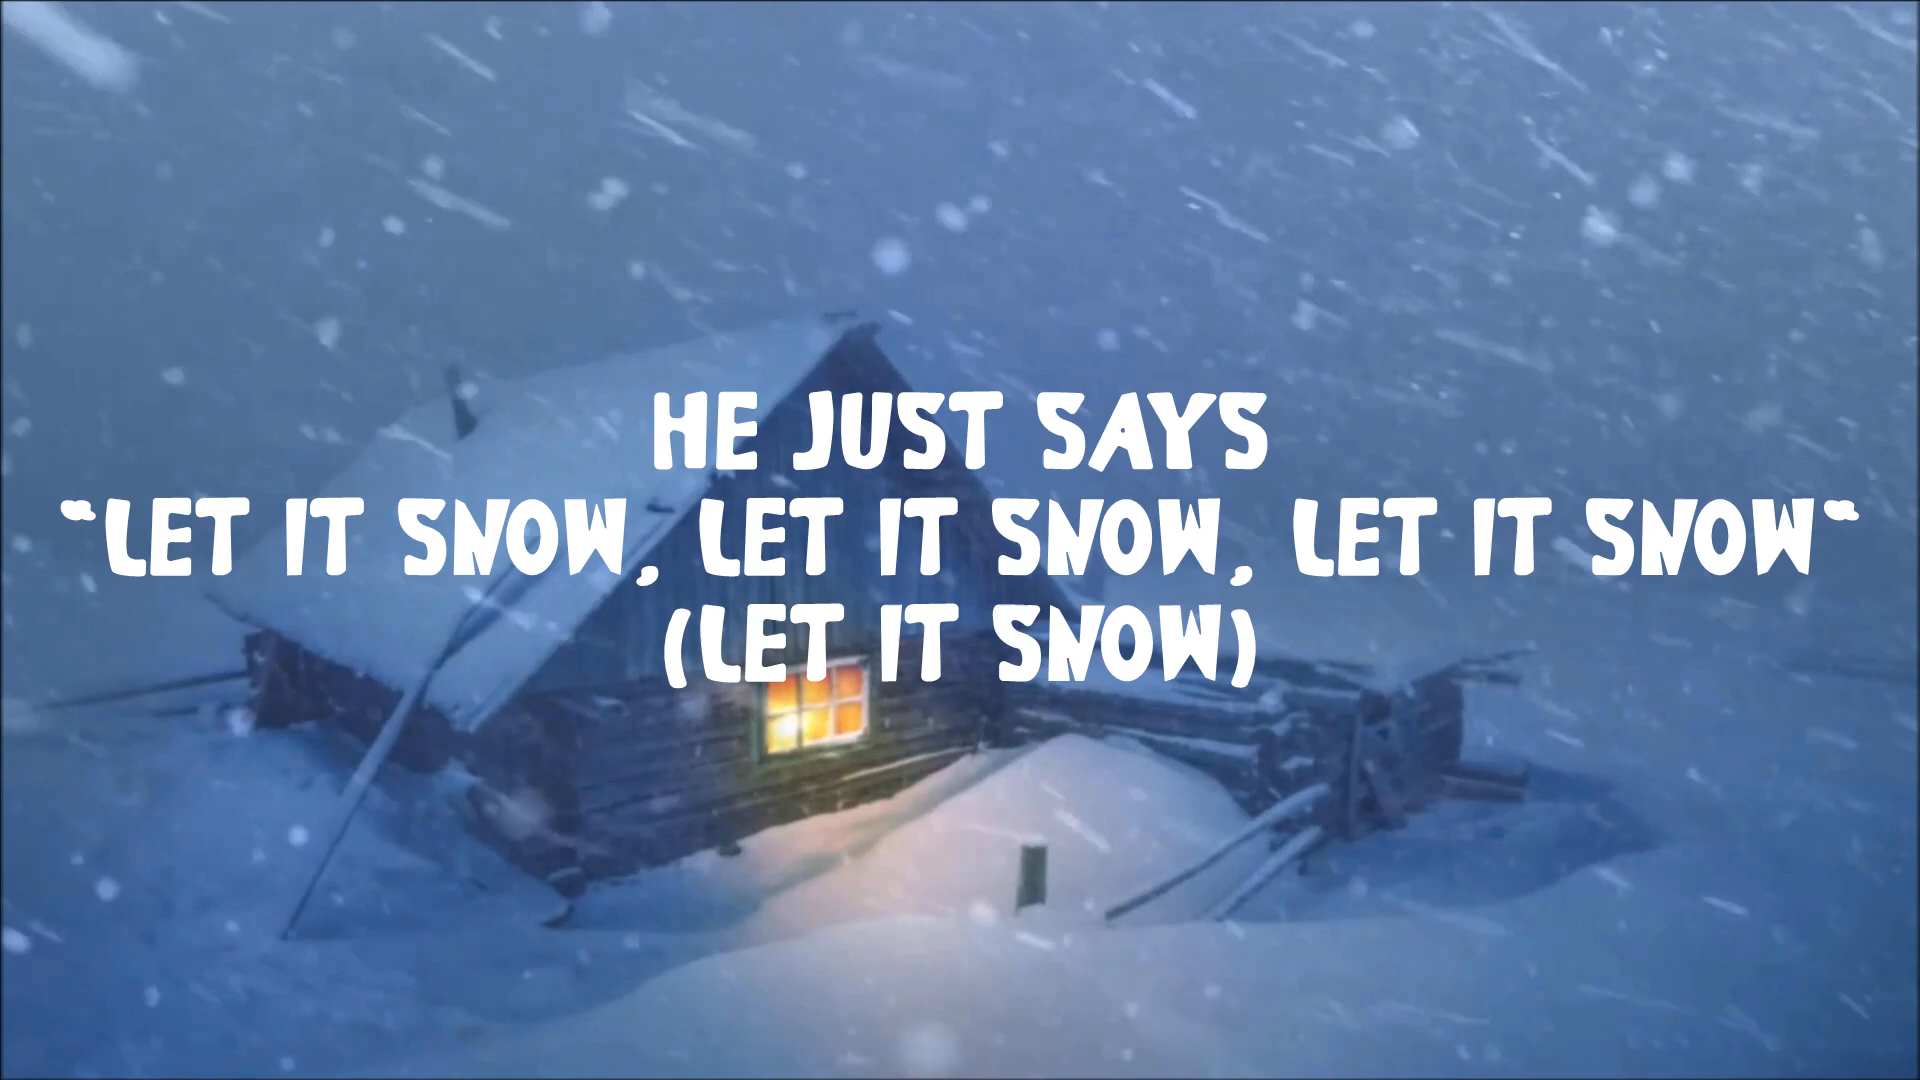 HE JUST SAYS
"LET IT SNOW, LET IT SNOW, LET IT SNOW"
(LET IT SNOW)